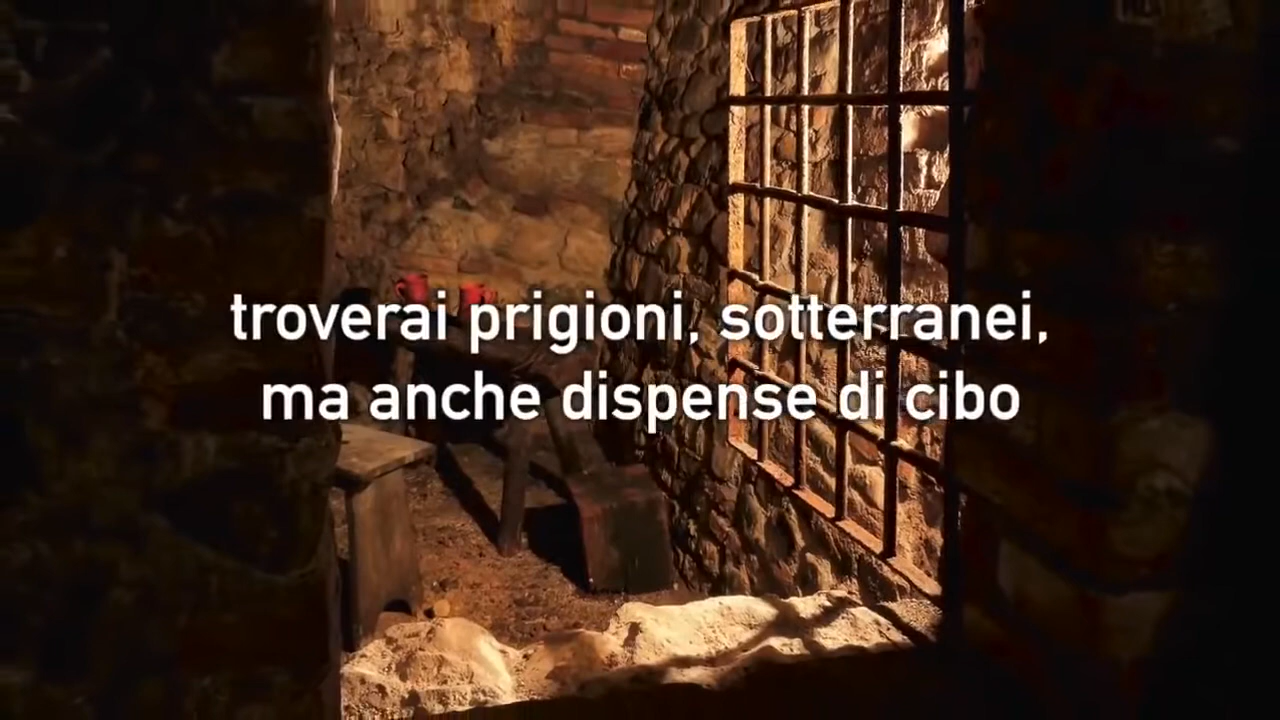 troverai prigioni, sotterranei,
ma anche dispense di cibo